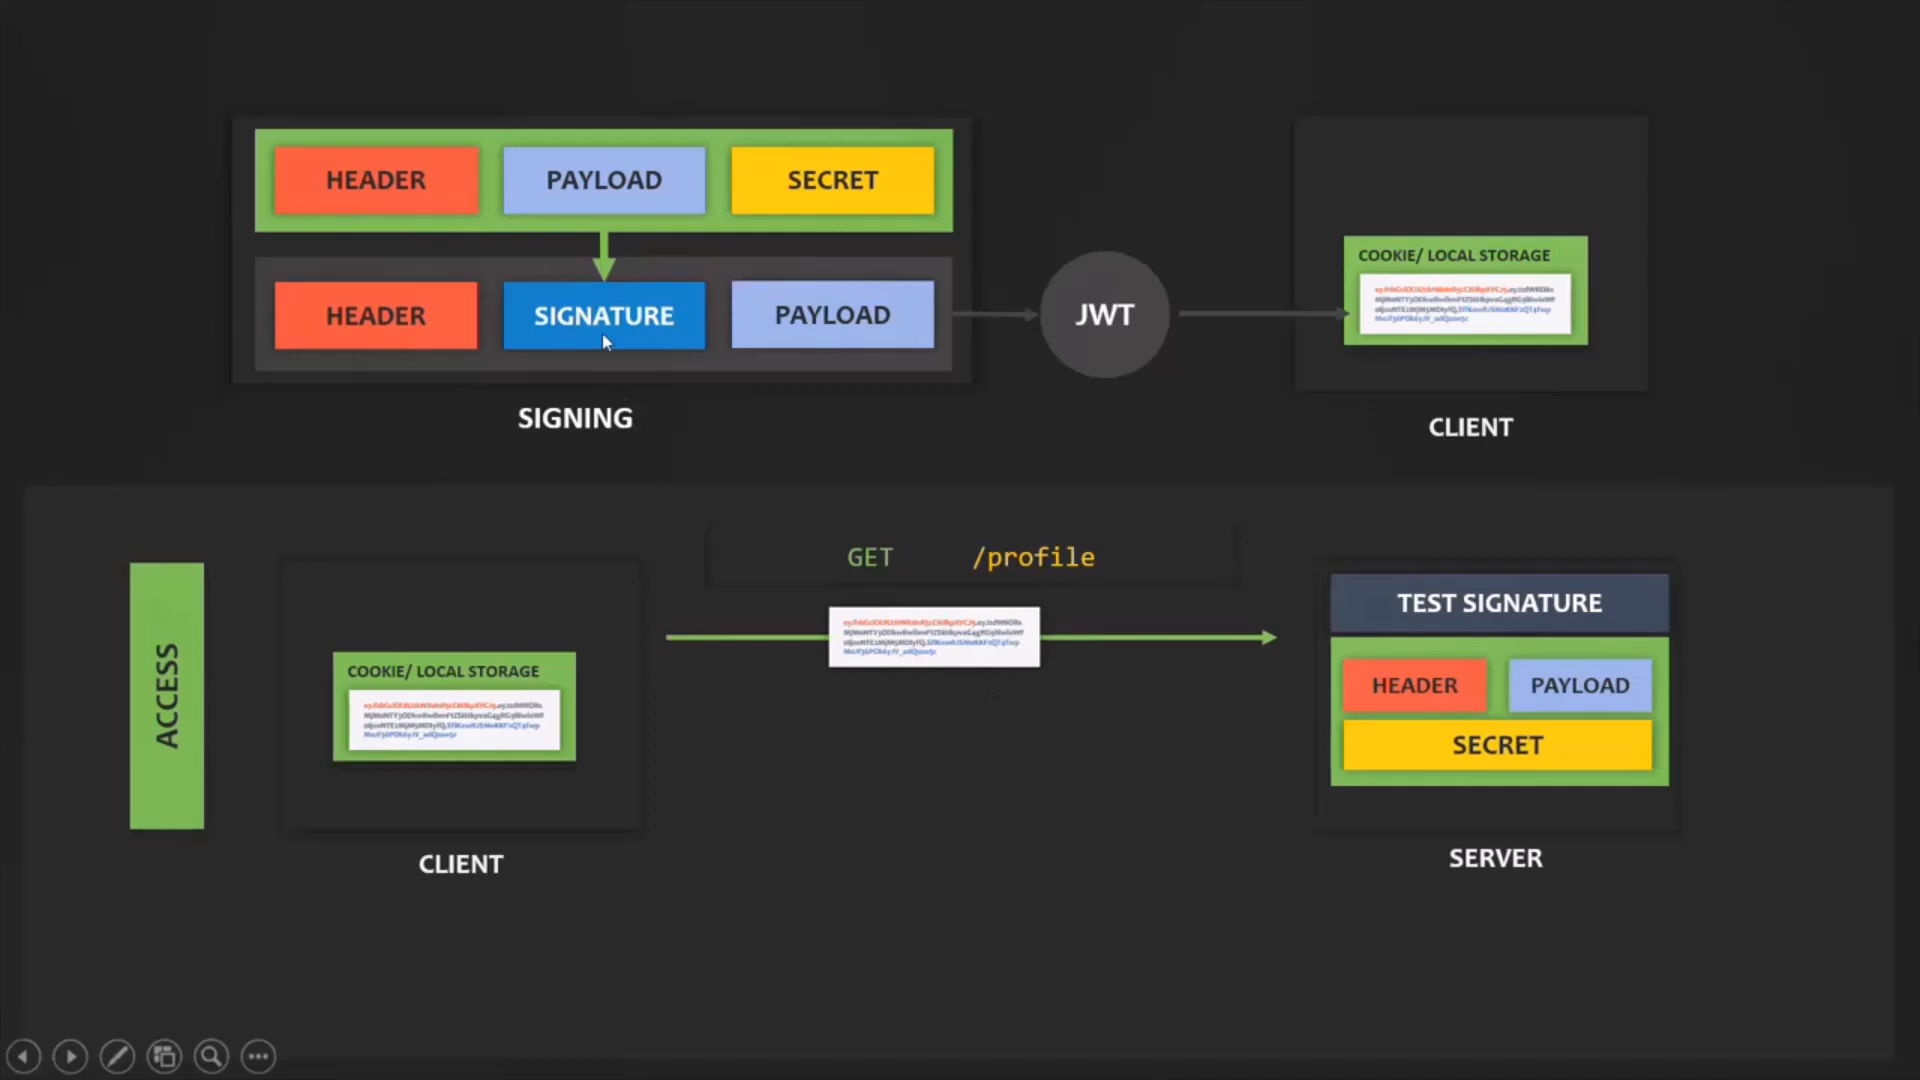 HEADER PAYLOAD SECRET
HEADER SIGNATURE PAYLOAD
JWT
COOKIE/ LOCAL STORAGE
SIGNING
CLIENT
GET /profile
ACCESS
COOKIE/ LOCAL STORAGE
CLIENT
TEST SIGNATURE
HEADER PAYLOAD
SECRET
SERVER